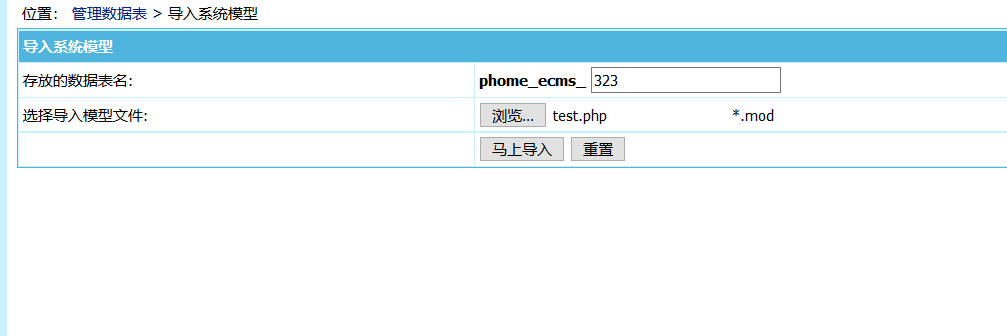 位置： 管理数据表 > 导入系统模型
导入系统模型
存放的数据表名: phome_ecms_ 323
选择导入模型文件: 浏览... test.php *.mod
马上导入 重置